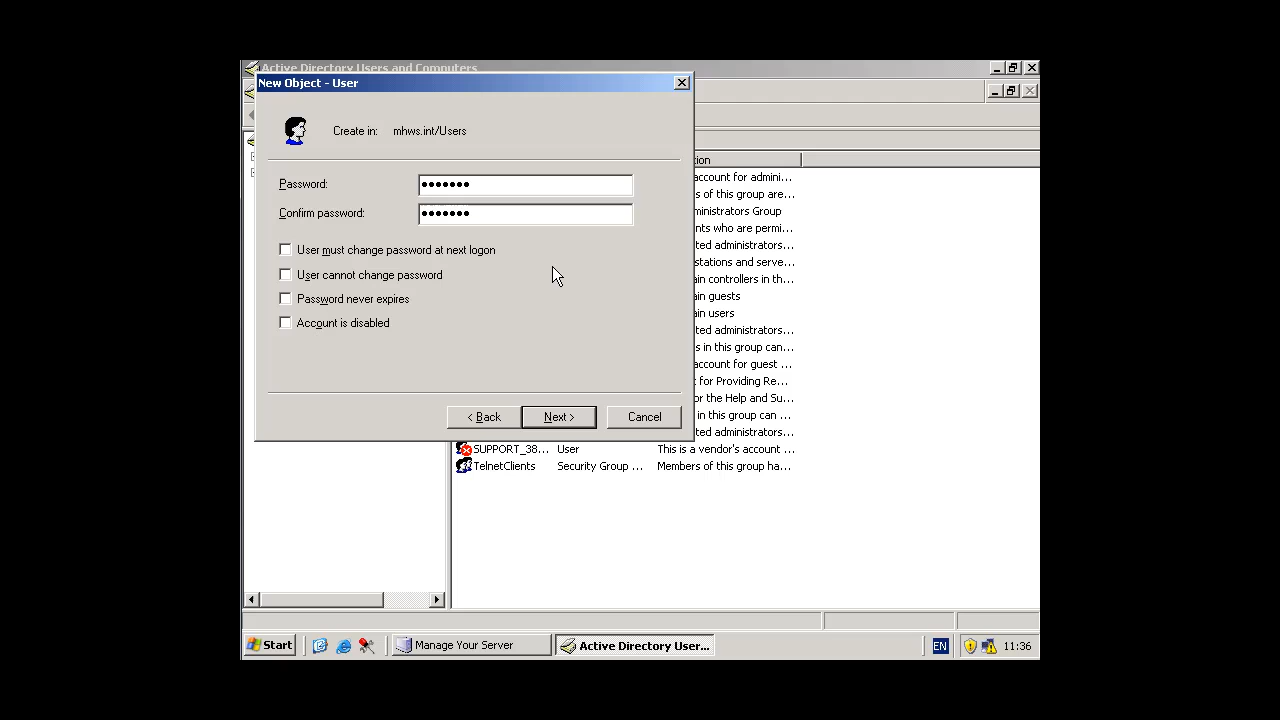 Active Directory Users and Computers
New Object - User
Create in: mhws.int/Users
Password: •••••••
Confirm password: •••••••
User must change password at next logon
User cannot change password
Password never expires
Account is disabled
< Back Next > Cancel
tion
account for admini...
s of this group are...
ministrators Group
nts who are permi...
ted administrators...
stations and serve...
ain controllers in th...
ain guests
ain users
ted administrators...
s in this group can...
account for guest ...
t for Providing Re...
or the Help and Su...
in this group can ...
ted administrators...
SUPPORT_38... User This is a vendor's account ...
TelnetClients Security Group ... Members of this group ha...
Start Manage Your Server Active Directory User... EN 11:36